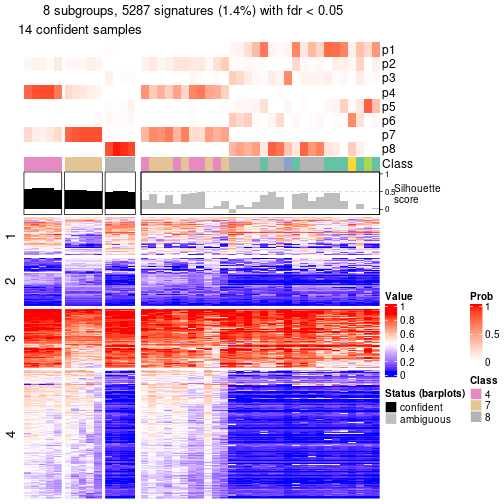 8 subgroups, 5287 signatures (1.4%) with fdr < 0.05
14 confident samples
p1
p2
p3
p4
p5
p6
p7
p8
Class
1
0.5
0
Silhouette
score
1
2
3
4
Value
1
0.8
0.6
0.4
0.2
0
Prob
1
0.5
0
Status (barplots)
confident
ambiguous
Class
4
7
8